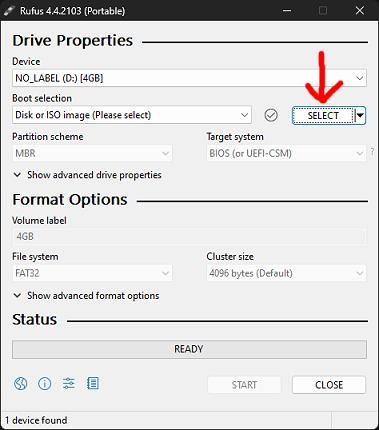 Rufus 4.4.2103 (Portable)
Drive Properties
Device
NO_LABEL (D:) [4GB]
Boot selection
Disk or ISO image (Please select)
SELECT
Partition scheme
Target system
MBR
BIOS (or UEFI-CSM)
?
Show advanced drive properties
Format Options
Volume label
4GB
File system
Cluster size
FAT32
4096 bytes (Default)
Show advanced format options
Status
READY
START
CLOSE
1 device found